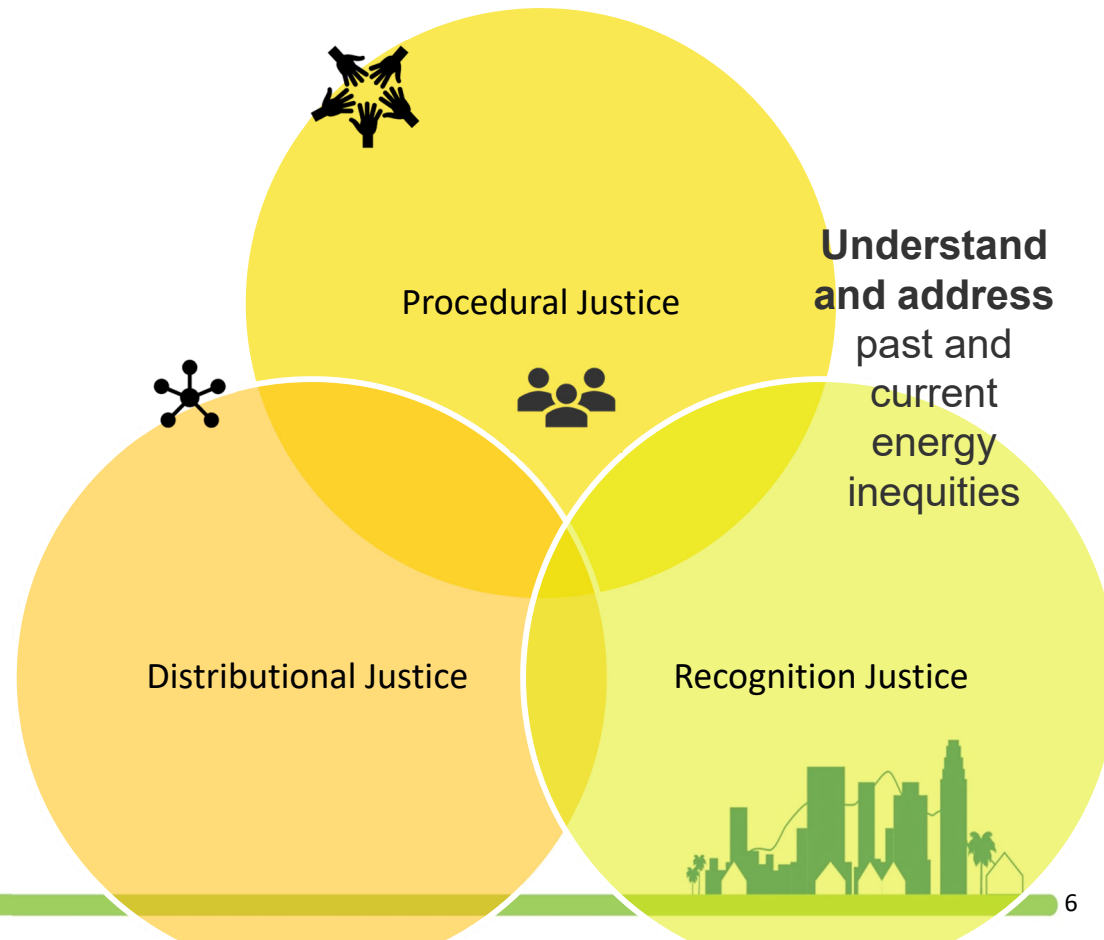 Procedural Justice
Understand
and address
past and
current
energy
inequities
Distributional Justice
Recognition Justice
6